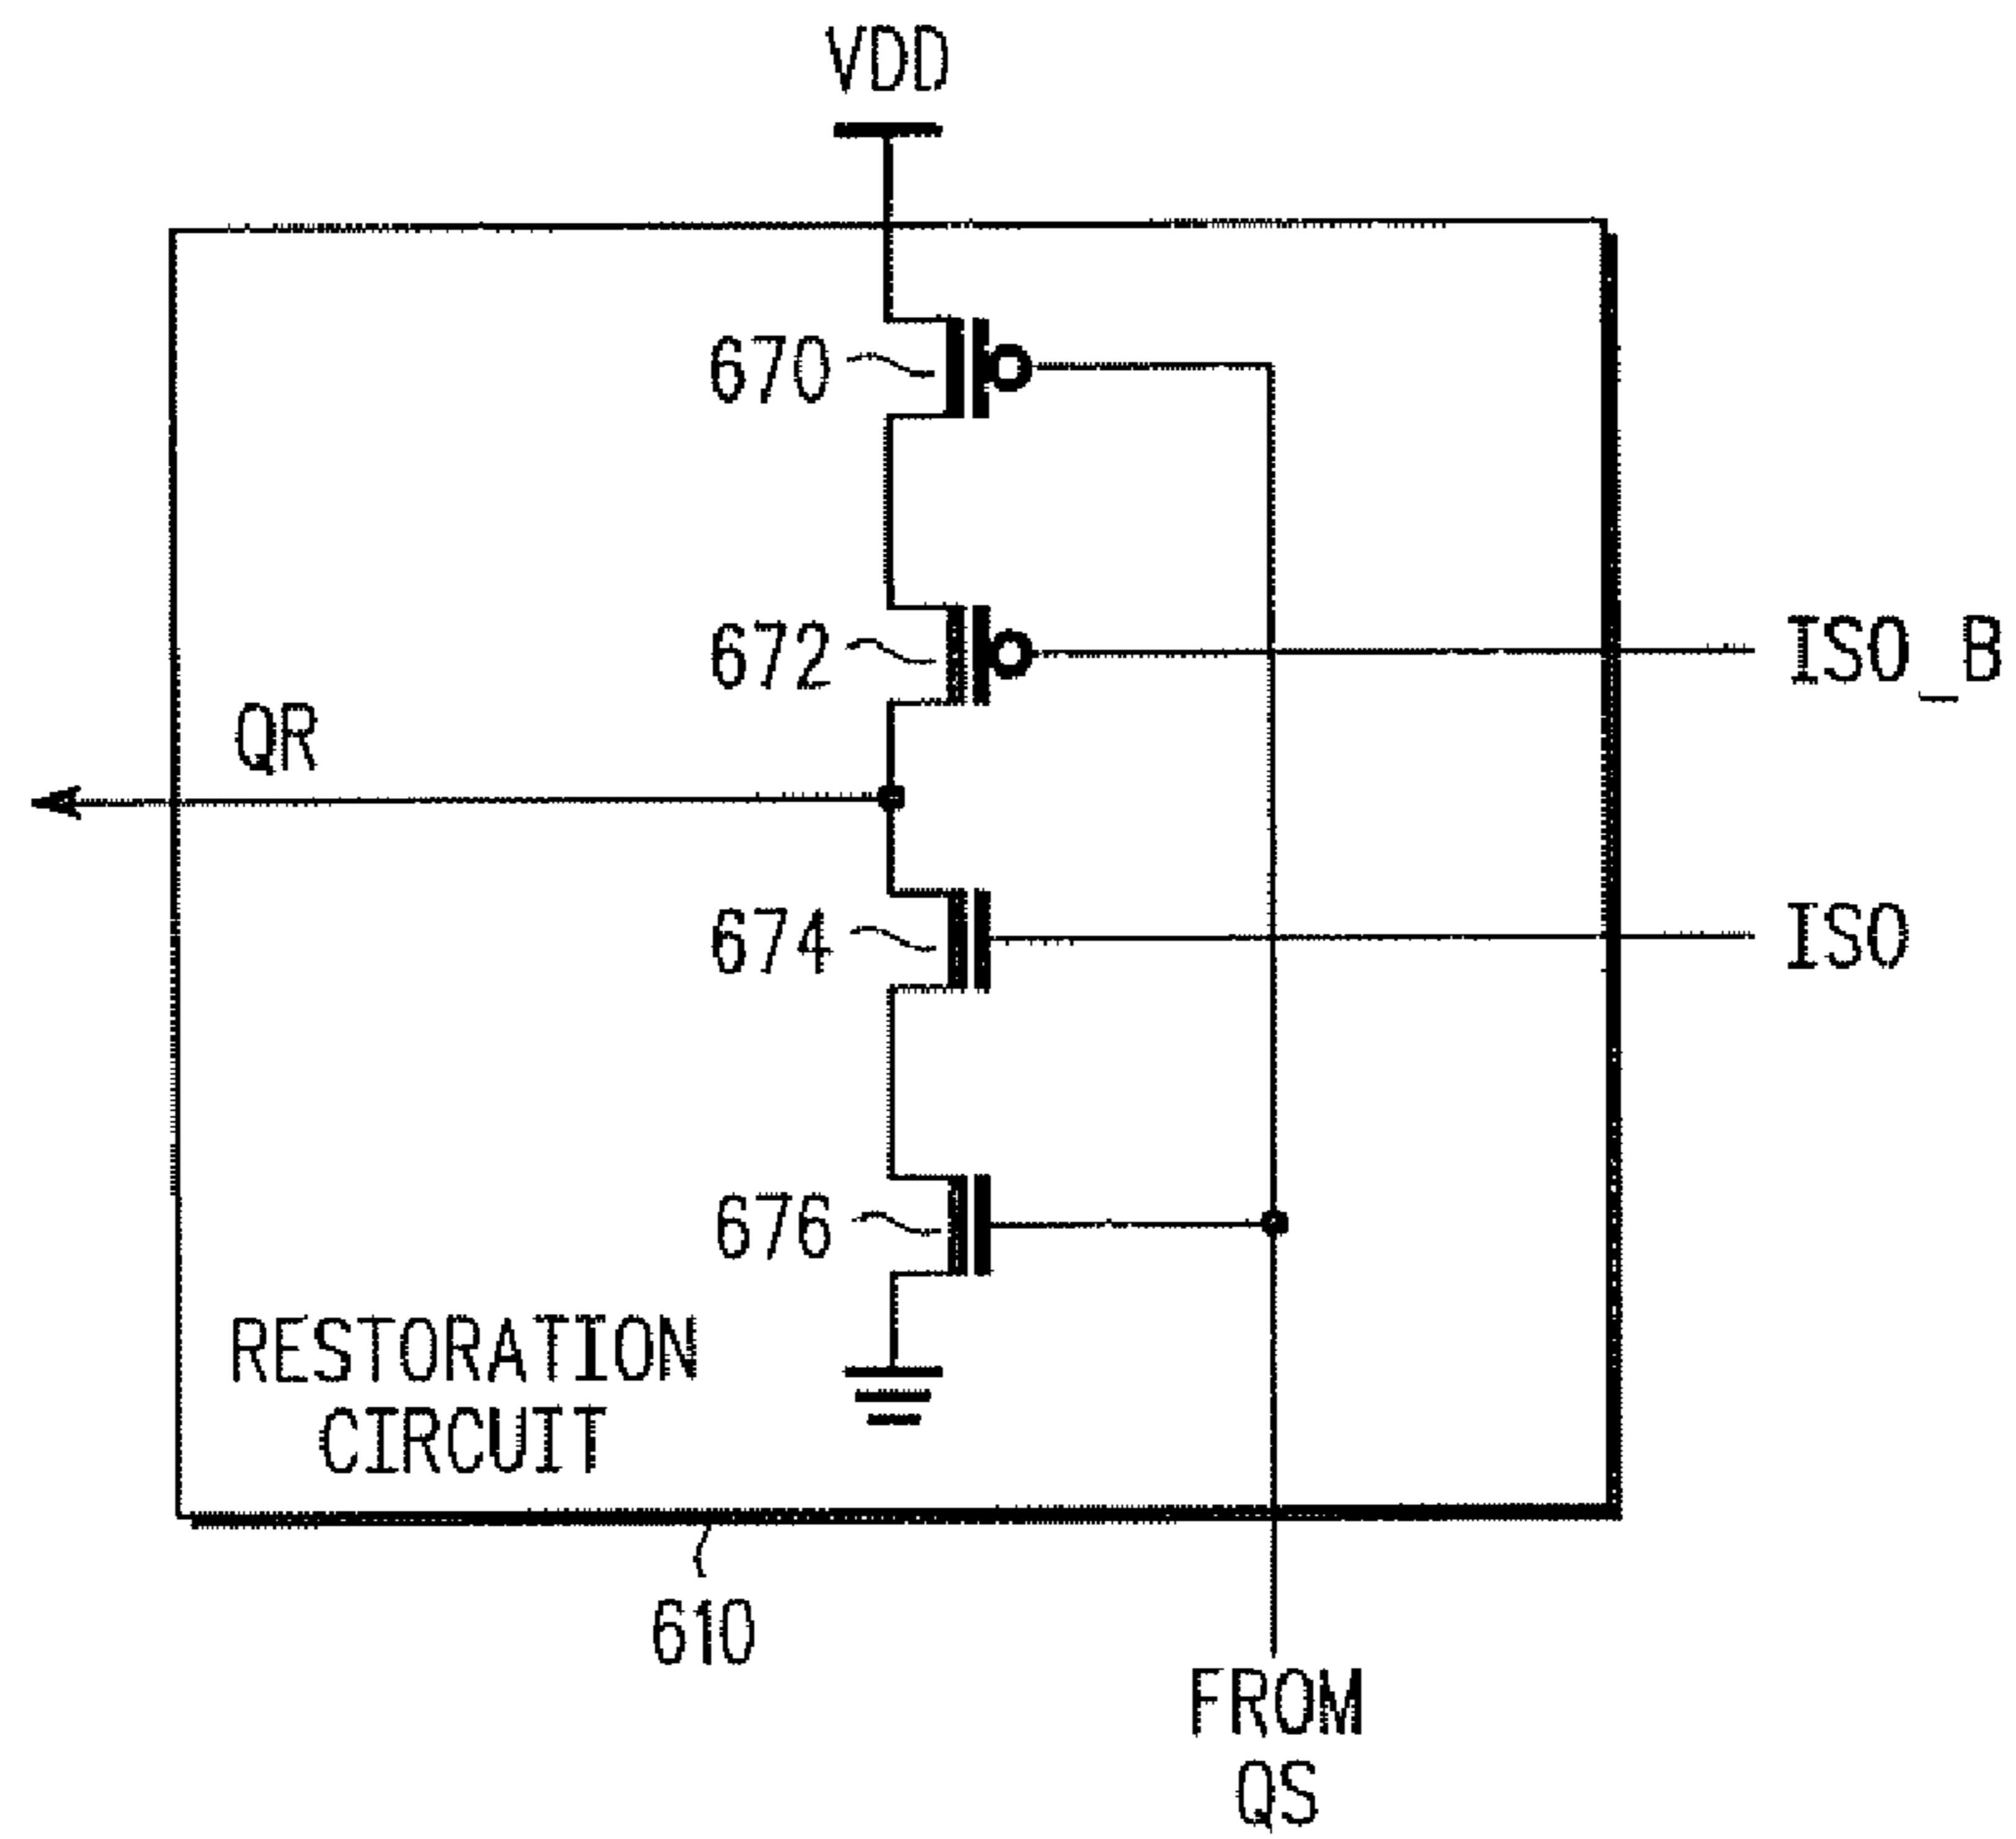 VDD
670
672
ISO_B
QR
674
ISO
676
RESTORATION
CIRCUIT
610
FROM
QS